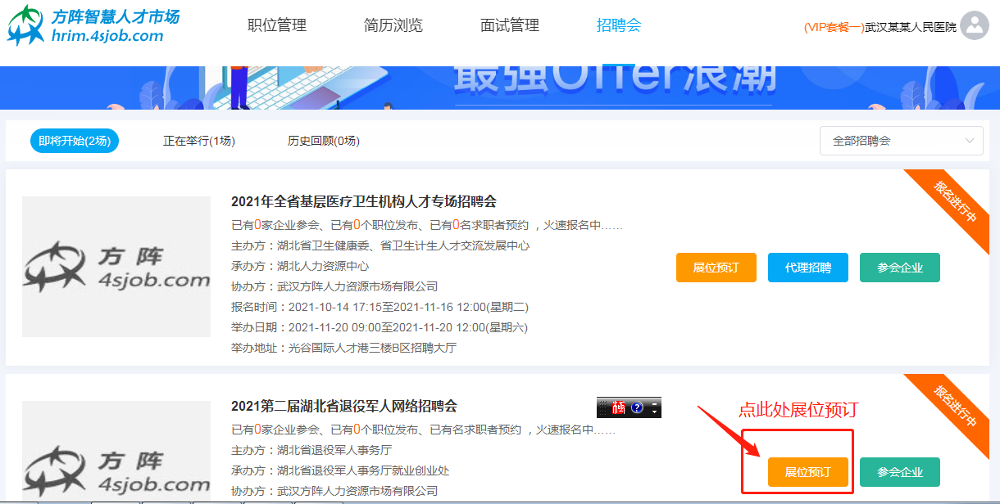 方阵智慧人才市场
hrim.4sjob.com
职位管理
简历浏览
面试管理
招聘会
(VIP套餐一)武汉某某人民医院
最强Offer浪潮
即将开始(2场)
正在举行(1场)
历史回顾(0场)
全部招聘会
方阵
4sjob.com
2021年全省基层医疗卫生机构人才专场招聘会
已有0家企业参会、已有0个职位发布、已有0名求职者预约 ，火速报名中……
主办方：湖北省卫生健康委、省卫生计生人才交流发展中心
承办方：湖北人力资源中心
协办方：武汉方阵人力资源市场有限公司
报名时间：2021-10-14 17:15至2021-11-16 12:00(星期二)
举办日期：2021-11-20 09:00至2021-11-20 12:00(星期六)
举办地址：光谷国际人才港三楼B区招聘大厅
展位预订
代理招聘
参会企业
报名进行中
方阵
4sjob.com
2021第二届湖北省退役军人网络招聘会
已有0家企业参会、已有0个职位发布、已有名求职者预约 ，火速报名中……
主办方：湖北省退役军人事务厅
承办方：湖北省退役军人事务厅就业创业处
协办方：武汉方阵人力资源市场有限公司
極
?
点此处展位预订
展位预订
参会企业
报名进行中